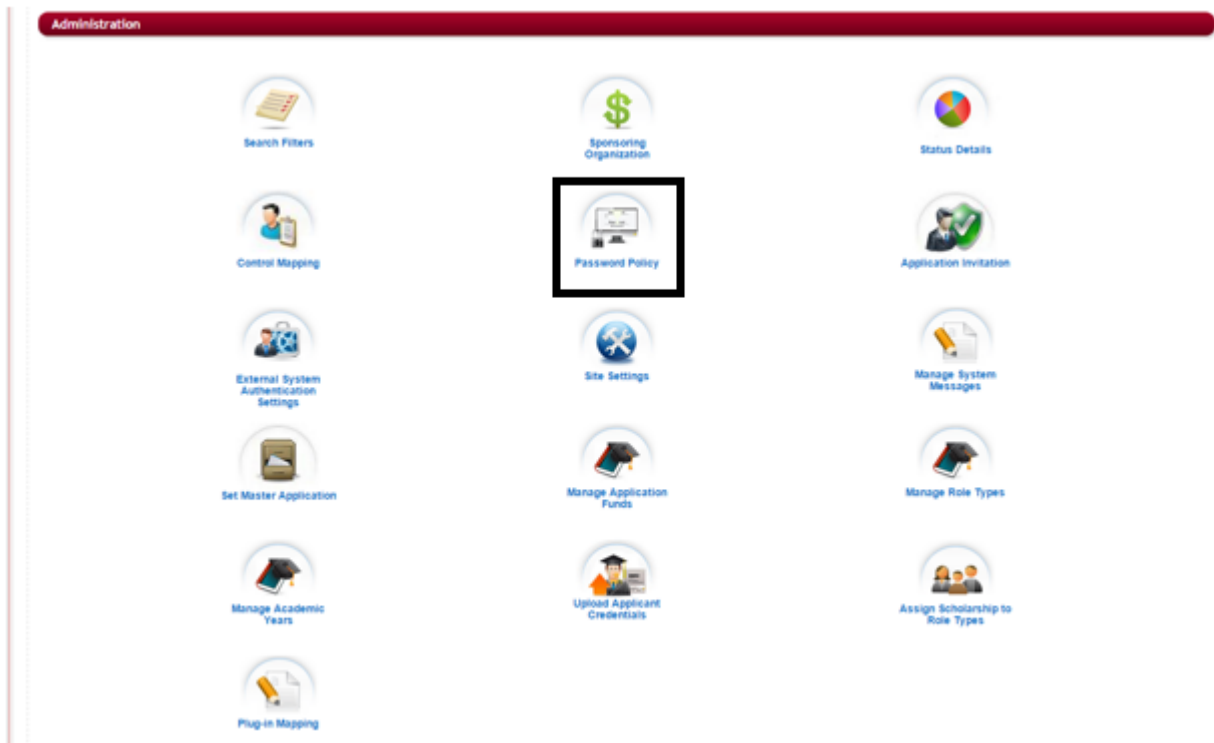 Administration
Search Filters
Sponsoring
Organization
Status Details
Control Mapping
Password Policy
Application Invitation
External System
Authentication
Settings
Site Settings
Manage System
Messages
Set Master Application
Manage Application
Funds
Manage Role Types
Manage Academic
Years
Upload Applicant
Credentials
Assign Scholarship to
Role Types
Plug-in Mapping